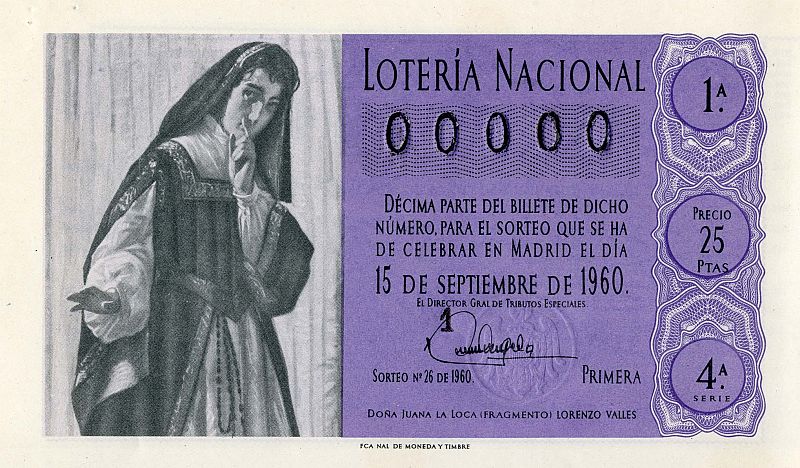 LOTERÍA NACIONAL
00000
DÉCIMA PARTE DEL BILLETE DE DICHO
NÚMERO, PARA EL SORTEO QUE SE HA
DE CELEBRAR EN MADRID EL DÍA
15 DE SEPTIEMBRE DE 1960.
EL DIRECTOR GRAL DE TRIBUTOS ESPECIALES
1
SORTEO Nº 26 DE 1960.
PRIMERA
DOÑA JUANA LA LOCA (FRAGMENTO) LORENZO VALLES
1.ª
PRECIO
25
PTAS
4.ª
SERIE
FCA NAL DE MONEDA Y TIMBRE